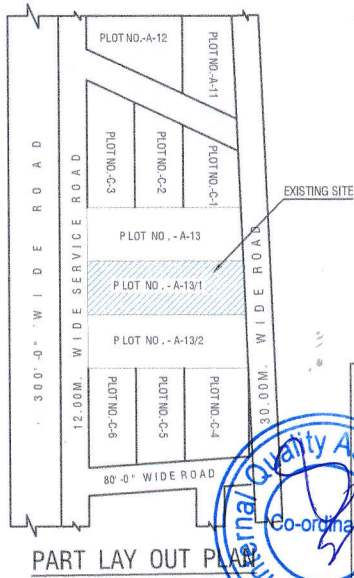 PLOT NO.-A-12
PLOT NO.-A-11
300'-0" WIDE ROAD
12.00M. WIDE SERVICE ROAD
PLOT NO.-C-3
PLOT NO.-C-2
PLOT NO.-C-1
EXISTING SITE
PLOT NO. - A-13
PLOT NO. - A-13/1
PLOT NO. - A-13/2
30.00M. WIDE ROAD
PLOT NO.-C-6
PLOT NO.-C-5
PLOT NO.-C-4
80'-0" WIDE ROAD
PART LAY OUT PLAN
ernal Quality A
Co-ordina